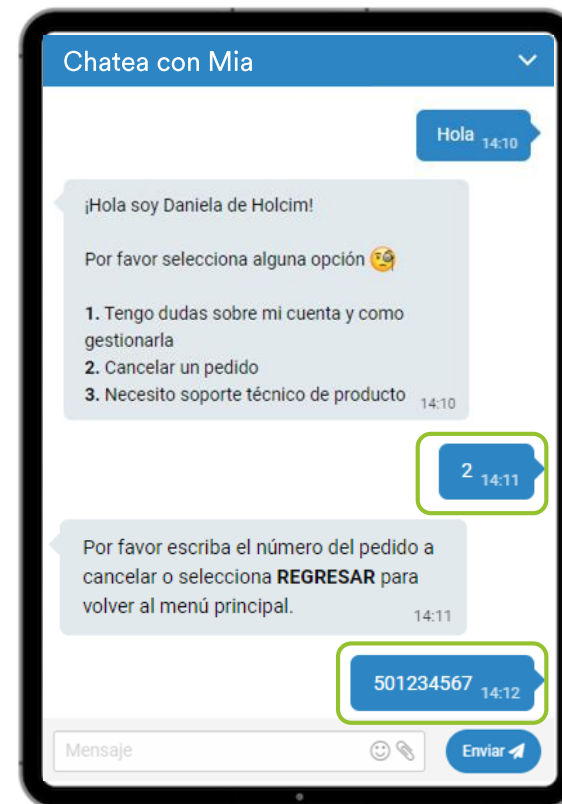 Chatea con Mia
Hola 14:10
¡Hola soy Daniela de Holcim!
Por favor selecciona alguna opción 🧐
1. Tengo dudas sobre mi cuenta y como
gestionarla
2. Cancelar un pedido
3. Necesito soporte técnico de producto 14:10
2 14:11
Por favor escriba el número del pedido a
cancelar o selecciona REGRESAR para
volver al menú principal. 14:11
501234567 14:12
Mensaje Enviar